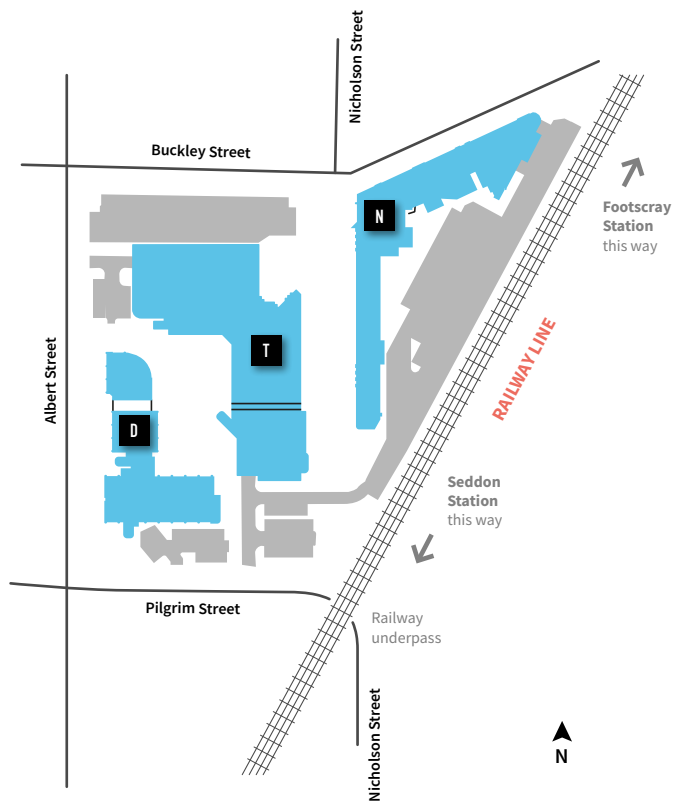 Nicholson Street
Buckley Street
Footscray
Station
this way
N
T
RAILWAY LINE
Albert Street
D
Seddon
Station
this way
Pilgrim Street
Railway
underpass
Nicholson Street
N